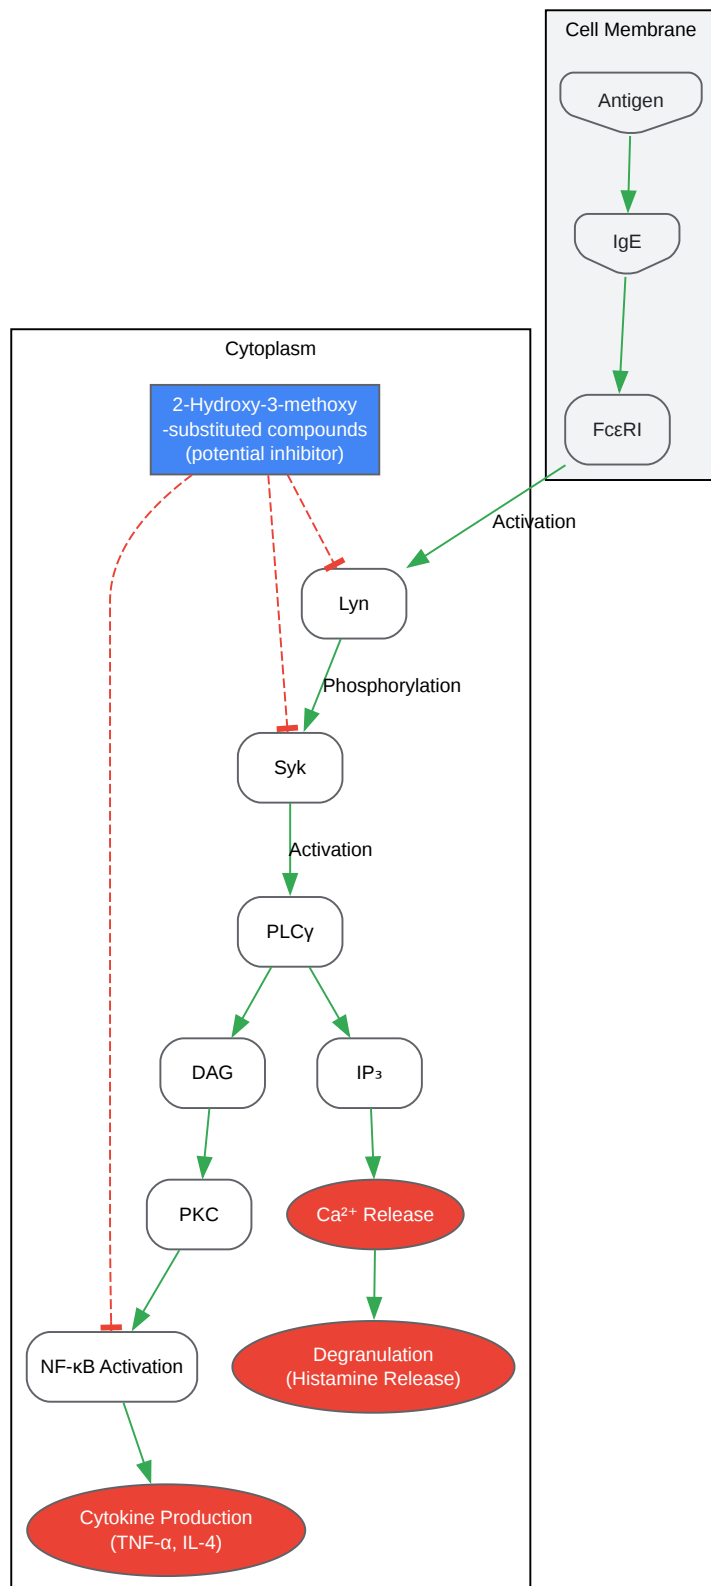 Cell Membrane
Antigen
IgE
FcεRI
Cytoplasm
2-Hydroxy-3-methoxy
-substituted compounds
(potential inhibitor)
Activation
Lyn
Phosphorylation
Syk
Activation
PLCγ
DAG
IP₃
PKC
Ca²⁺ Release
NF-κB Activation
Degranulation
(Histamine Release)
Cytokine Production
(TNF-α, IL-4)